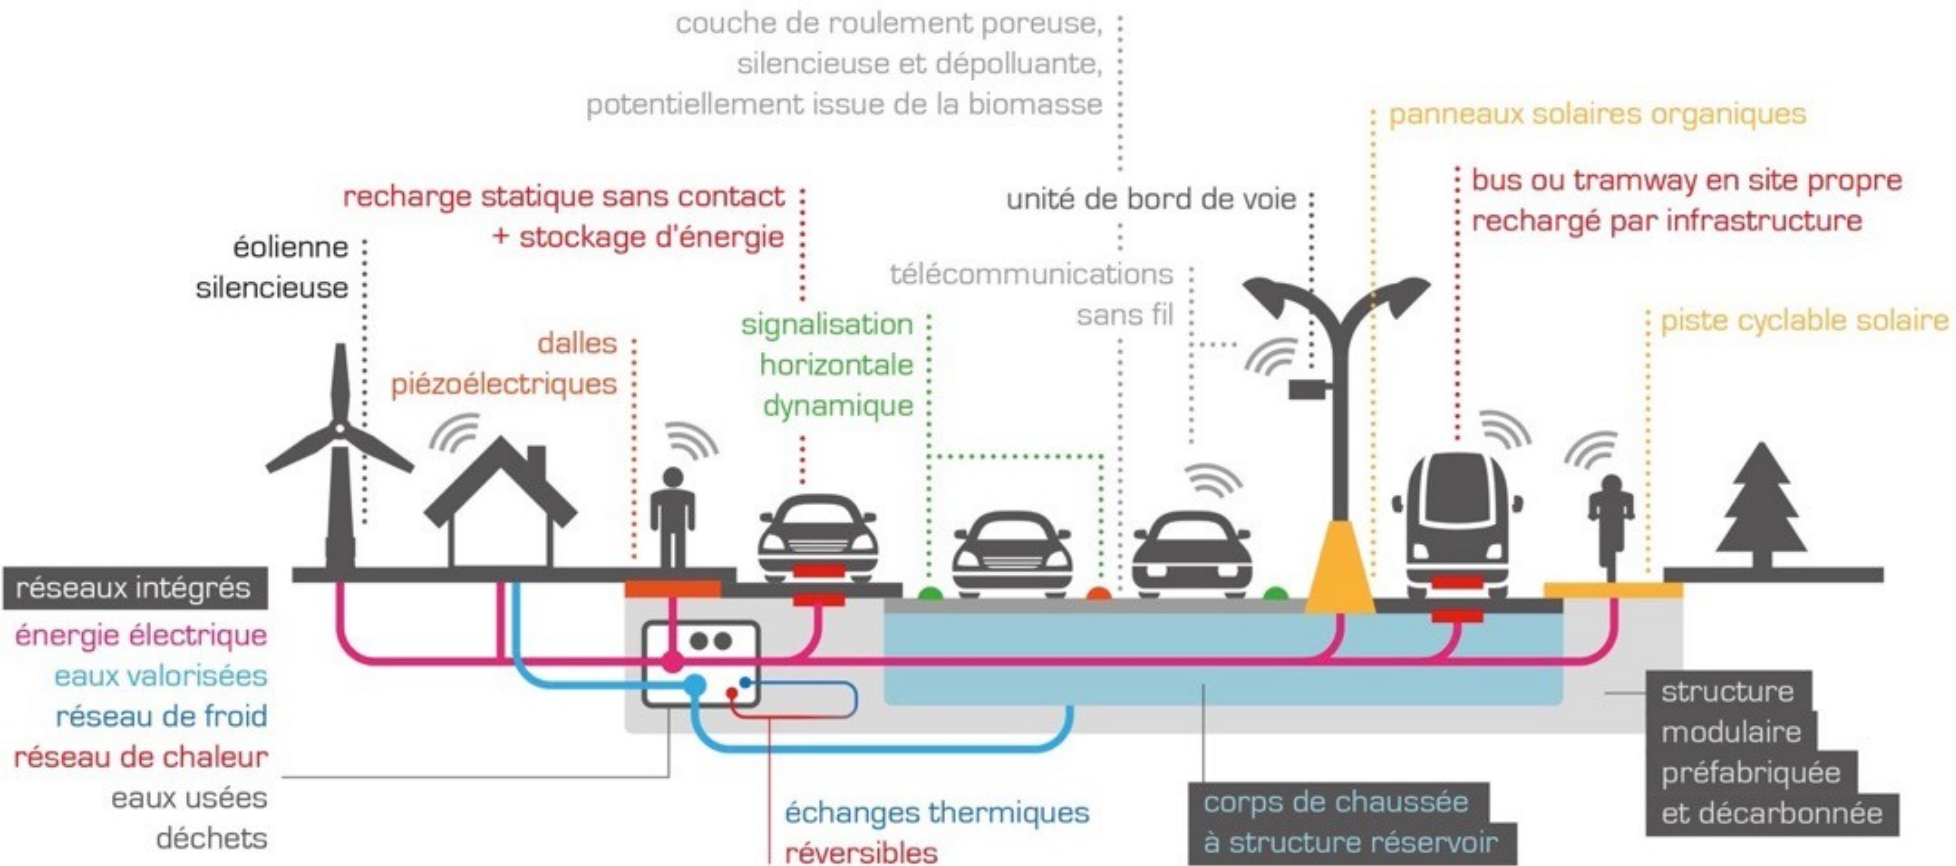 couche de roulement poreuse,
silencieuse et dépolluante,
potentiellement issue de la biomasse
panneaux solaires organiques
bus ou tramway en site propre
rechargé par infrastructure
recharge statique sans contact
+ stockage d'énergie
unité de bord de voie
éolienne
silencieuse
télécommunications
sans fil
signalisation
horizontale
dynamique
piste cyclable solaire
dalles
piézoélectriques
réseaux intégrés
énergie électrique
eaux valorisées
réseau de froid
réseau de chaleur
eaux usées
déchets
échanges thermiques
réversibles
corps de chaussée
à structure réservoir
structure
modulaire
préfabriquée
et décarbonnée